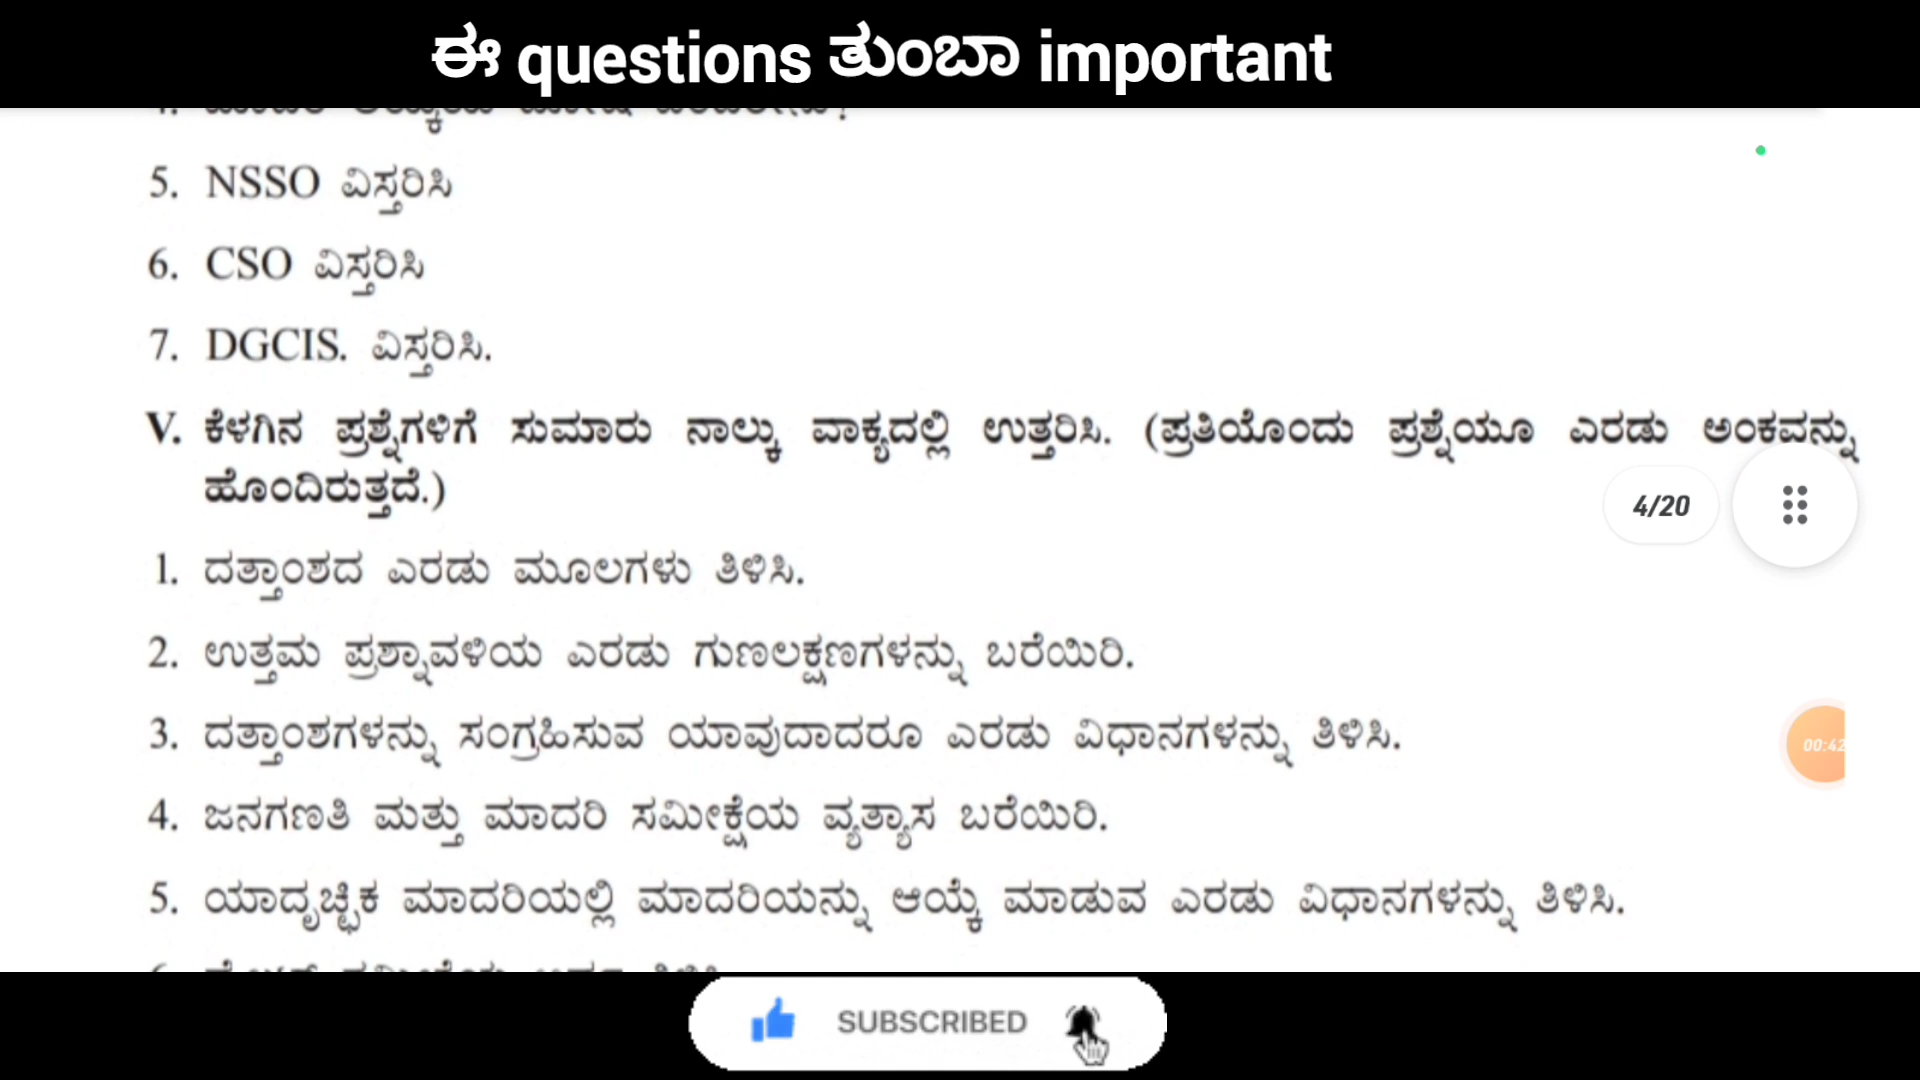 ಈ questions ತುಂಬಾ important
5. NSSO ವಿಸ್ತರಿಸಿ
6. CSO ವಿಸ್ತರಿಸಿ
7. DGCIS. ವಿಸ್ತರಿಸಿ.
V. ಕೆಳಗಿನ ಪ್ರಶ್ನೆಗಳಿಗೆ ಸುಮಾರು ನಾಲ್ಕು ವಾಕ್ಯದಲ್ಲಿ ಉತ್ತರಿಸಿ. (ಪ್ರತಿಯೊಂದು ಪ್ರಶ್ನೆಯೂ ಎರಡು ಅಂಕವನ್ನು
ಹೊಂದಿರುತ್ತದೆ.)
4/20
1. ದತ್ತಾಂಶದ ಎರಡು ಮೂಲಗಳು ತಿಳಿಸಿ.
2. ಉತ್ತಮ ಪ್ರಶ್ನಾವಳಿಯ ಎರಡು ಗುಣಲಕ್ಷಣಗಳನ್ನು ಬರೆಯಿರಿ.
3. ದತ್ತಾಂಶಗಳನ್ನು ಸಂಗ್ರಹಿಸುವ ಯಾವುದಾದರೂ ಎರಡು ವಿಧಾನಗಳನ್ನು ತಿಳಿಸಿ.
00:42
4. ಜನಗಣತಿ ಮತ್ತು ಮಾದರಿ ಸಮೀಕ್ಷೆಯ ವ್ಯತ್ಯಾಸ ಬರೆಯಿರಿ.
5. ಯಾದೃಚ್ಛಿಕ ಮಾದರಿಯಲ್ಲಿ ಮಾದರಿಯನ್ನು ಆಯ್ಕೆ ಮಾಡುವ ಎರಡು ವಿಧಾನಗಳನ್ನು ತಿಳಿಸಿ.
SUBSCRIBED